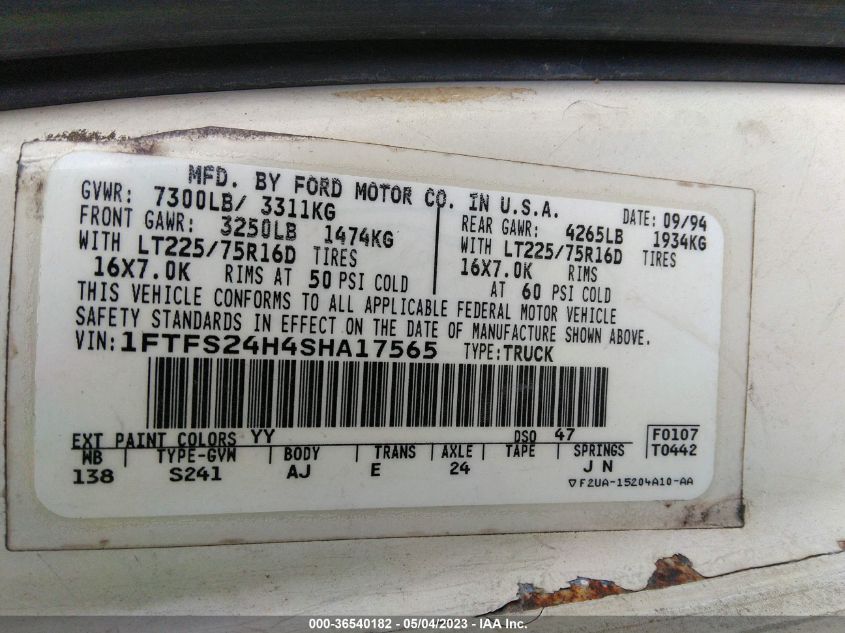 MFD. BY FORD MOTOR CO. IN U.S.A.
GVWR: 7300LB/ 3311KG DATE: 09/94
FRONT GAWR: 3250LB 1474KG REAR GAWR: 4265LB 1934KG
WITH LT225/75R16D TIRES WITH LT225/75R16D TIRES
16X7.0K RIMS AT 50 PSI COLD 16X7.0K RIMS
AT 60 PSI COLD
THIS VEHICLE CONFORMS TO ALL APPLICABLE FEDERAL MOTOR VEHICLE
SAFETY STANDARDS IN EFFECT ON THE DATE OF MANUFACTURE SHOWN ABOVE.
VIN: 1FTFS24H4SHA17565 TYPE: TRUCK
EXT PAINT COLORS YY DSO 47 F0107
WB TYPE-GVW BODY TRANS AXLE TAPE SPRINGS T0442
138 S241 AJ E 24 J N
F2UA-15204A10-AA
000-36540182 - 05/04/2023 - © IAA Inc.